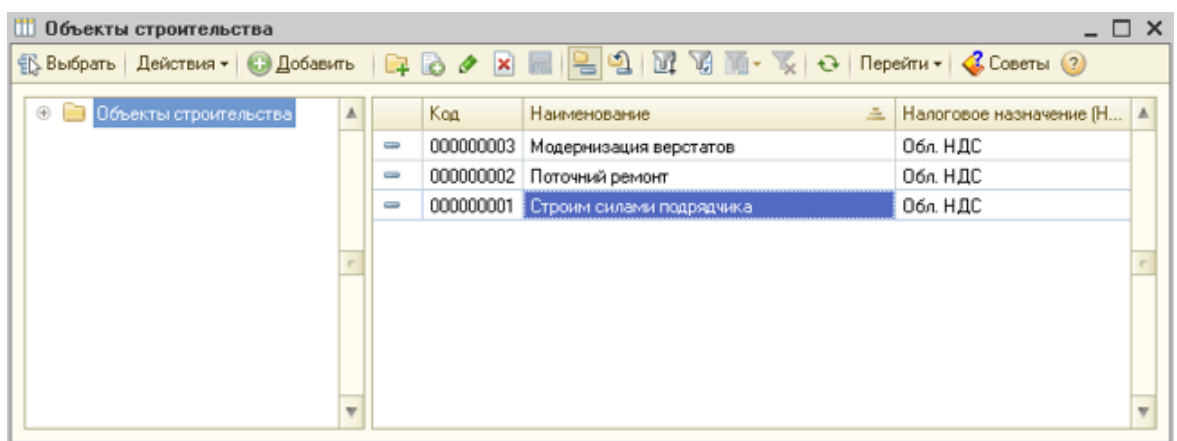 Объекты строительства
Выбрать Действия Добавить Перейти Советы
Объекты строительства
Код Наименование Налоговое назначение (Н...
000000003 Модернизация верстатов Обл. НДС
000000002 Поточний ремонт Обл. НДС
000000001 Строим силами подрядчика Обл. НДС